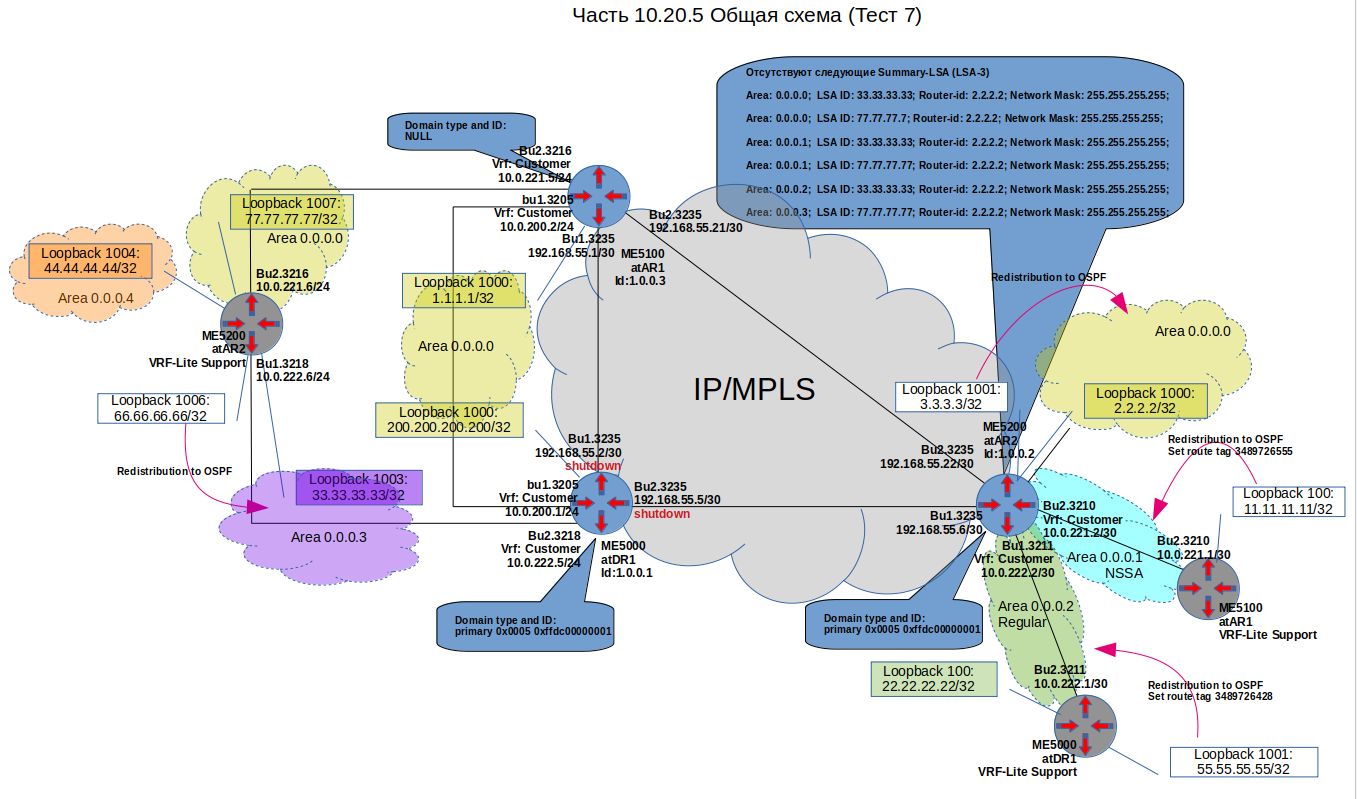 Часть 10.20.5 Общая схема (Тест 7)
Отсутствуют следующие Summary-LSA (LSA-3)
Area: 0.0.0.0; LSA ID: 33.33.33.33; Router-id: 2.2.2.2; Network Mask: 255.255.255.255;
Area: 0.0.0.0; LSA ID: 77.77.777.7; Router-id: 2.2.2.2; Network Mask: 255.255.255.255;
Area: 0.0.0.1; LSA ID: 33.33.33.33; Router-id: 2.2.2.2; Network Mask: 255.255.255.255;
Area: 0.0.0.1; LSA ID: 77.77.77.77; Router-id: 2.2.2.2; Network Mask: 255.255.255.255;
Area: 0.0.0.2; LSA ID: 33.33.33.33; Router-id: 2.2.2.2; Network Mask: 255.255.255.255;
Area: 0.0.0.3; LSA ID: 77.77.77.77; Router-id: 2.2.2.2; Network Mask: 255.255.255.255;
Domain type and ID:
NULL
Bu2.3216
Vrf: Customer
10.0.221.5/24
bu1.3205
Vrf: Customer
10.0.200.2/24
Bu1.3235
192.168.55.1/30
Bu2.3235
192.168.55.21/30
ME5100
atAR1
Id:1.0.0.3
Loopback 1007:
77.77.77.77/32
Area 0.0.0.0
Loopback 1004:
44.44.44.44/32
Area 0.0.0.4
Bu2.3216
10.0.221.6/24
ME5200
atAR2
VRF-Lite Support
Bu1.3218
10.0.222.6/24
Loopback 1000:
1.1.1.1/32
Area 0.0.0.0
Loopback 1000:
200.200.200.200/32
IP/MPLS
Redistribution to OSPF
Area 0.0.0.0
Loopback 1001:
3.3.3.3/32
Loopback 1000:
2.2.2.2/32
Loopback 1006:
66.66.66.66/32
Redistribution to OSPF
Loopback 1003:
33.33.33.33/32
Area 0.0.0.3
Bu1.3235
192.168.55.2/30
shutdown
bu1.3205
Vrf: Customer
10.0.200.1/24
Bu2.3235
192.168.55.5/30
shutdown
Bu2.3218
Vrf: Customer
10.0.222.5/24
ME5000
atDR1
Id:1.0.0.1
Domain type and ID:
primary 0x0005 0xffdc00000001
ME5200
atAR2
Id:1.0.0.2
Bu2.3235
192.168.55.22/30
Bu1.3235
192.168.55.6/30
Redistribution to OSPF
Set route tag 3489726555
Loopback 100:
11.11.11.11/32
Bu2.3210
Vrf: Customer
10.0.221.2/30
Bu2.3210
10.0.221.1/30
Area 0.0.0.1
NSSA
Bu1.3211
Vrf: Customer
10.0.222.2/30
Area 0.0.0.2
Regular
ME5100
atAR1
VRF-Lite Support
Domain type and ID:
primary 0x0005 0xffdc00000001
Loopback 100:
22.22.22.22/32
Bu2.3211
10.0.222.1/30
Redistribution to OSPF
Set route tag 3489726428
ME5000
atDR1
VRF-Lite Support
Loopback 1001:
55.55.55.55/32